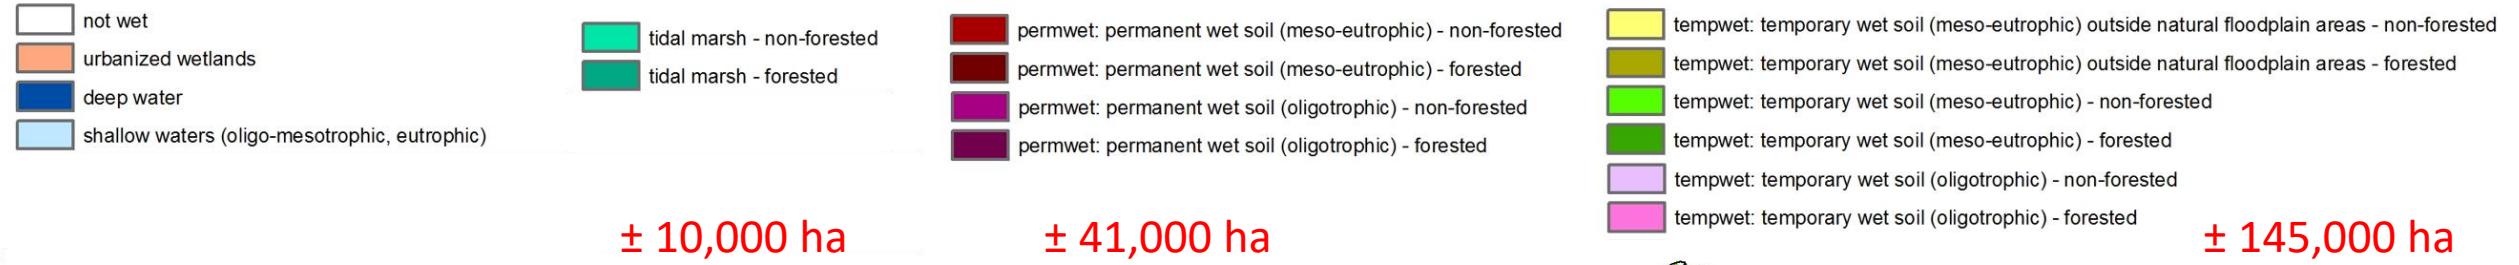 not wet
urbanized wetlands
deep water
shallow waters (oligo-mesotrophic, eutrophic)
tidal marsh - non-forested
tidal marsh - forested
± 10,000 ha
permwet: permanent wet soil (meso-eutrophic) - non-forested
permwet: permanent wet soil (meso-eutrophic) - forested
permwet: permanent wet soil (oligotrophic) - non-forested
permwet: permanent wet soil (oligotrophic) - forested
± 41,000 ha
tempwet: temporary wet soil (meso-eutrophic) outside natural floodplain areas - non-forested
tempwet: temporary wet soil (meso-eutrophic) outside natural floodplain areas - forested
tempwet: temporary wet soil (meso-eutrophic) - non-forested
tempwet: temporary wet soil (meso-eutrophic) - forested
tempwet: temporary wet soil (oligotrophic) - non-forested
tempwet: temporary wet soil (oligotrophic) - forested
± 145,000 ha